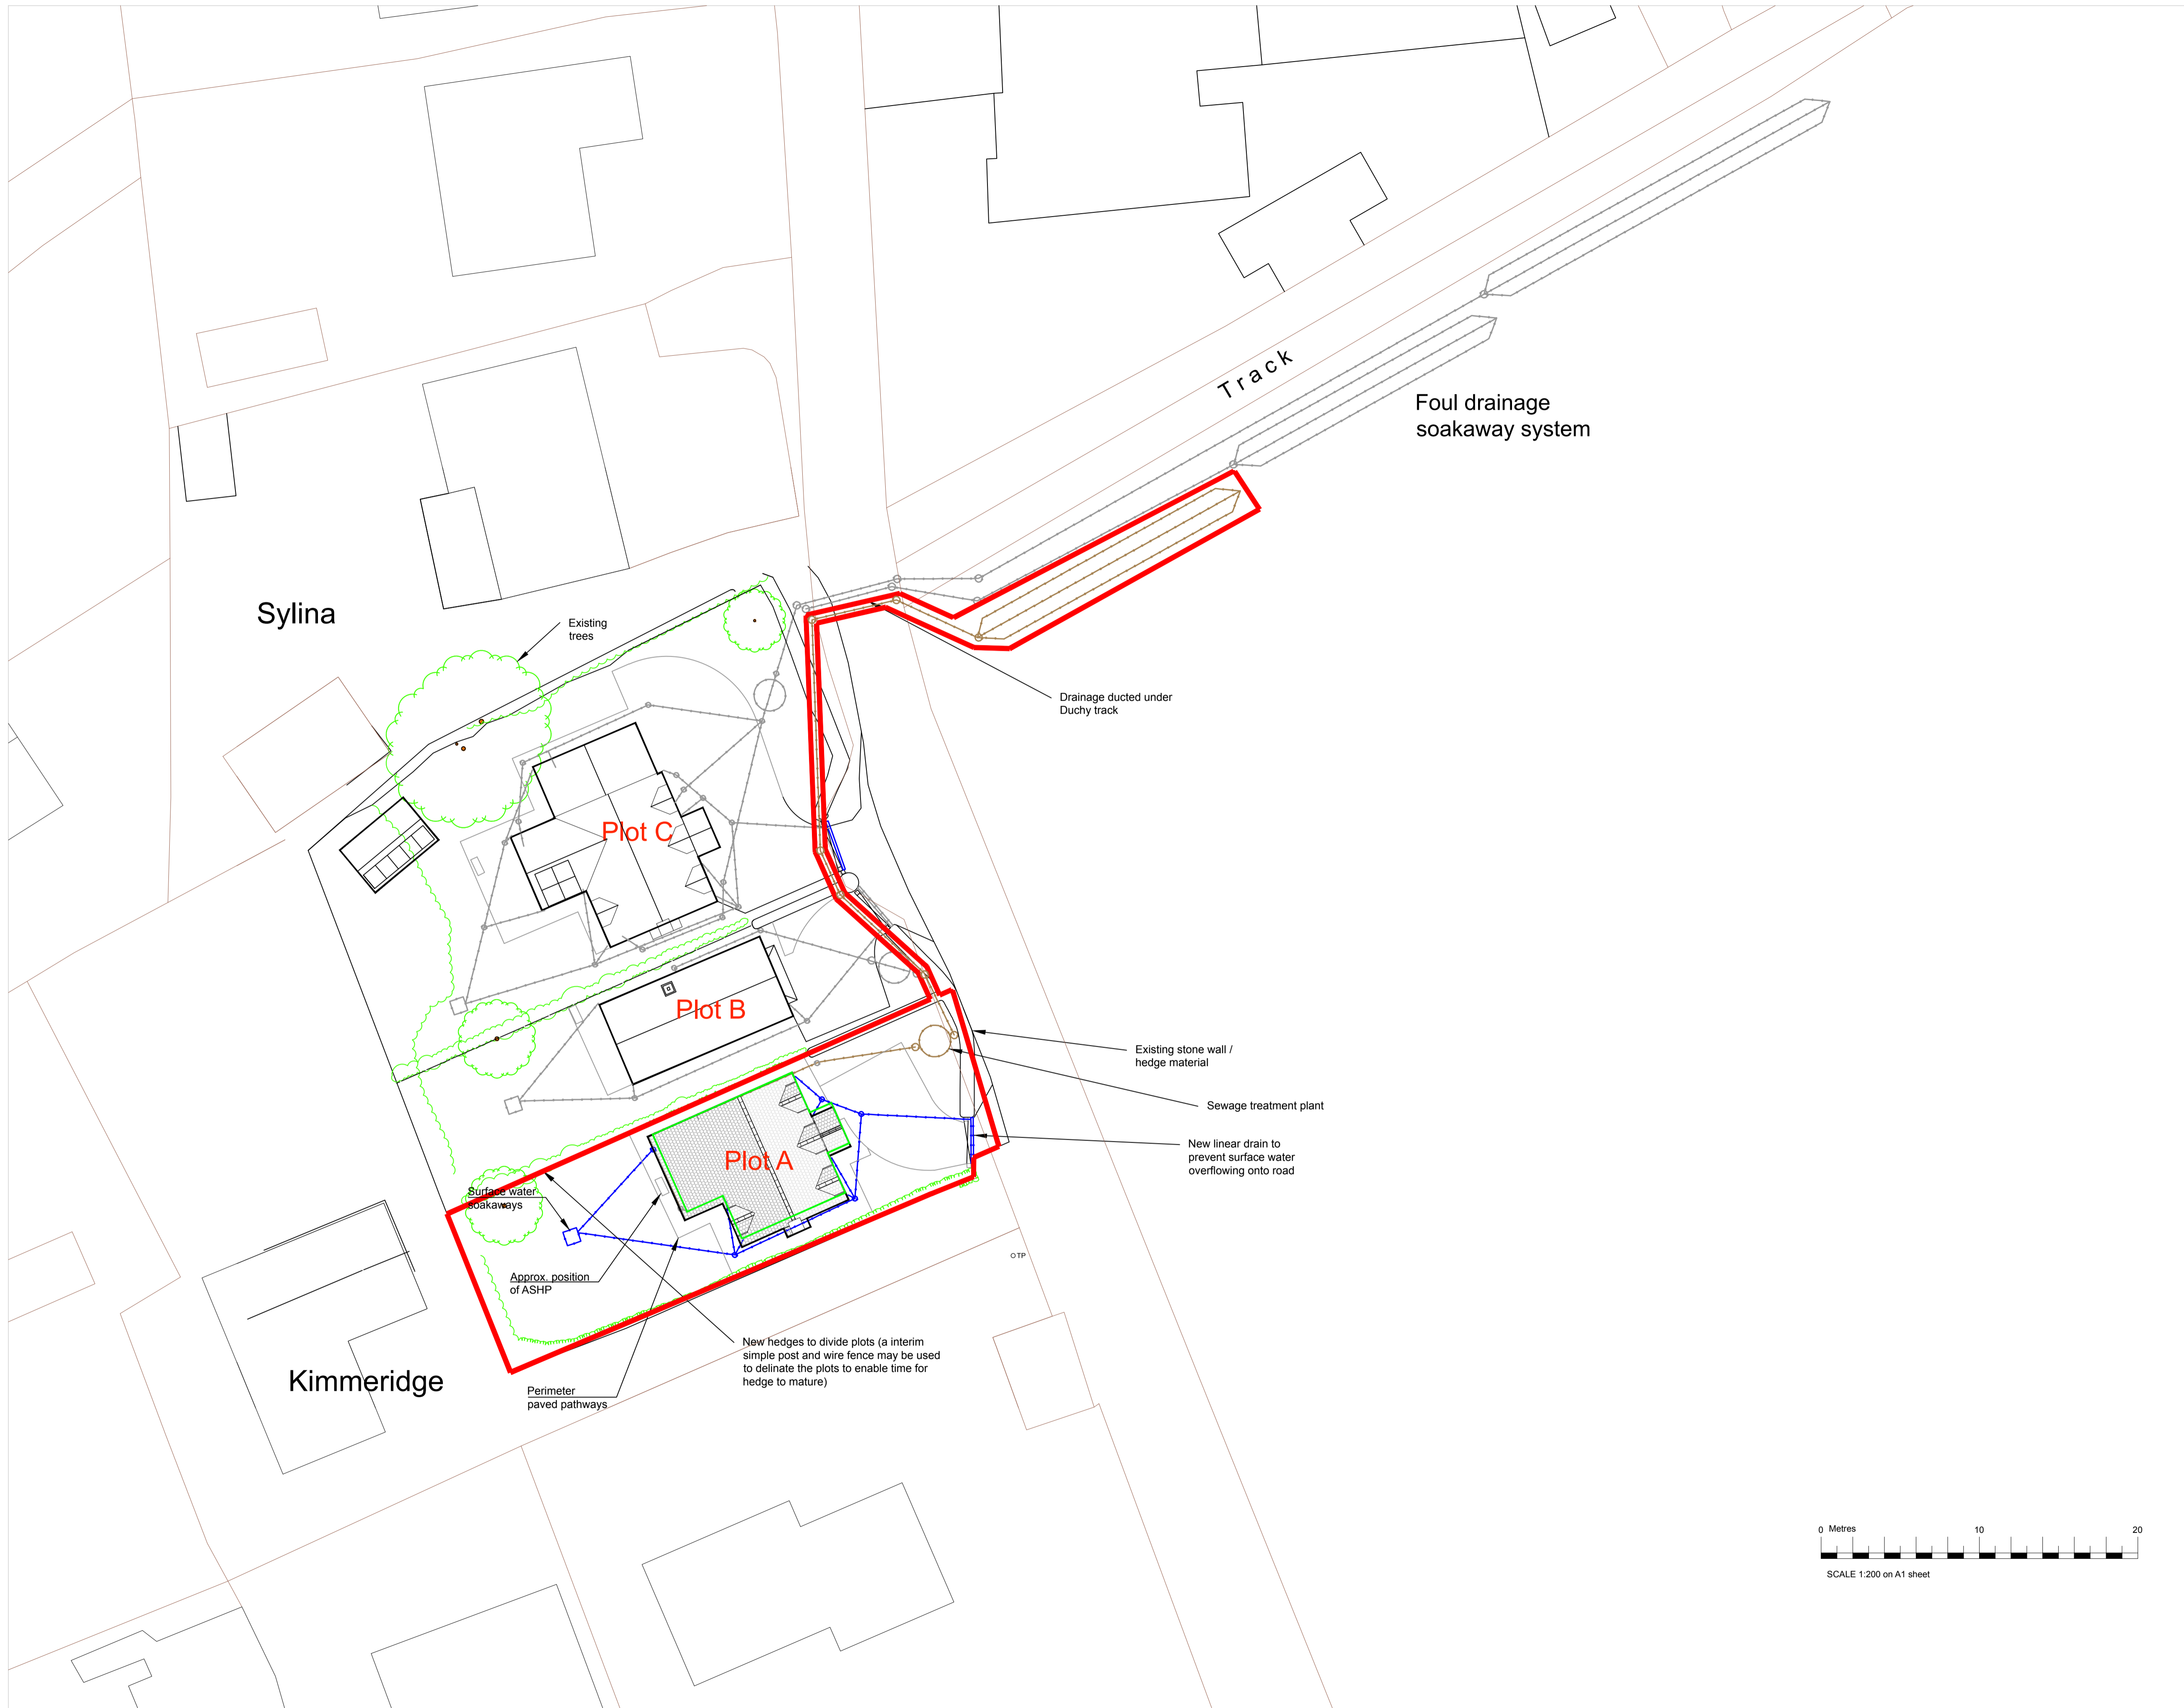 Track
Foul drainage
soakaway system
Sylina
Existing
trees
Drainage ducted under
Duchy track
Plot C
Plot B
Existing stone wall /
hedge material
Sewage treatment plant
New linear drain to
prevent surface water
overflowing onto road
Plot A
Surface water
soakaways
TP
Approx. position
of ASHP
New hedges to divide plots (a interim
simple post and wire fence may be used
to delinate the plots to enable time for
hedge to mature)
Kimmeridge
Perimeter
paved pathways
0 Metres 10 20
SCALE 1:200 on A1 sheet